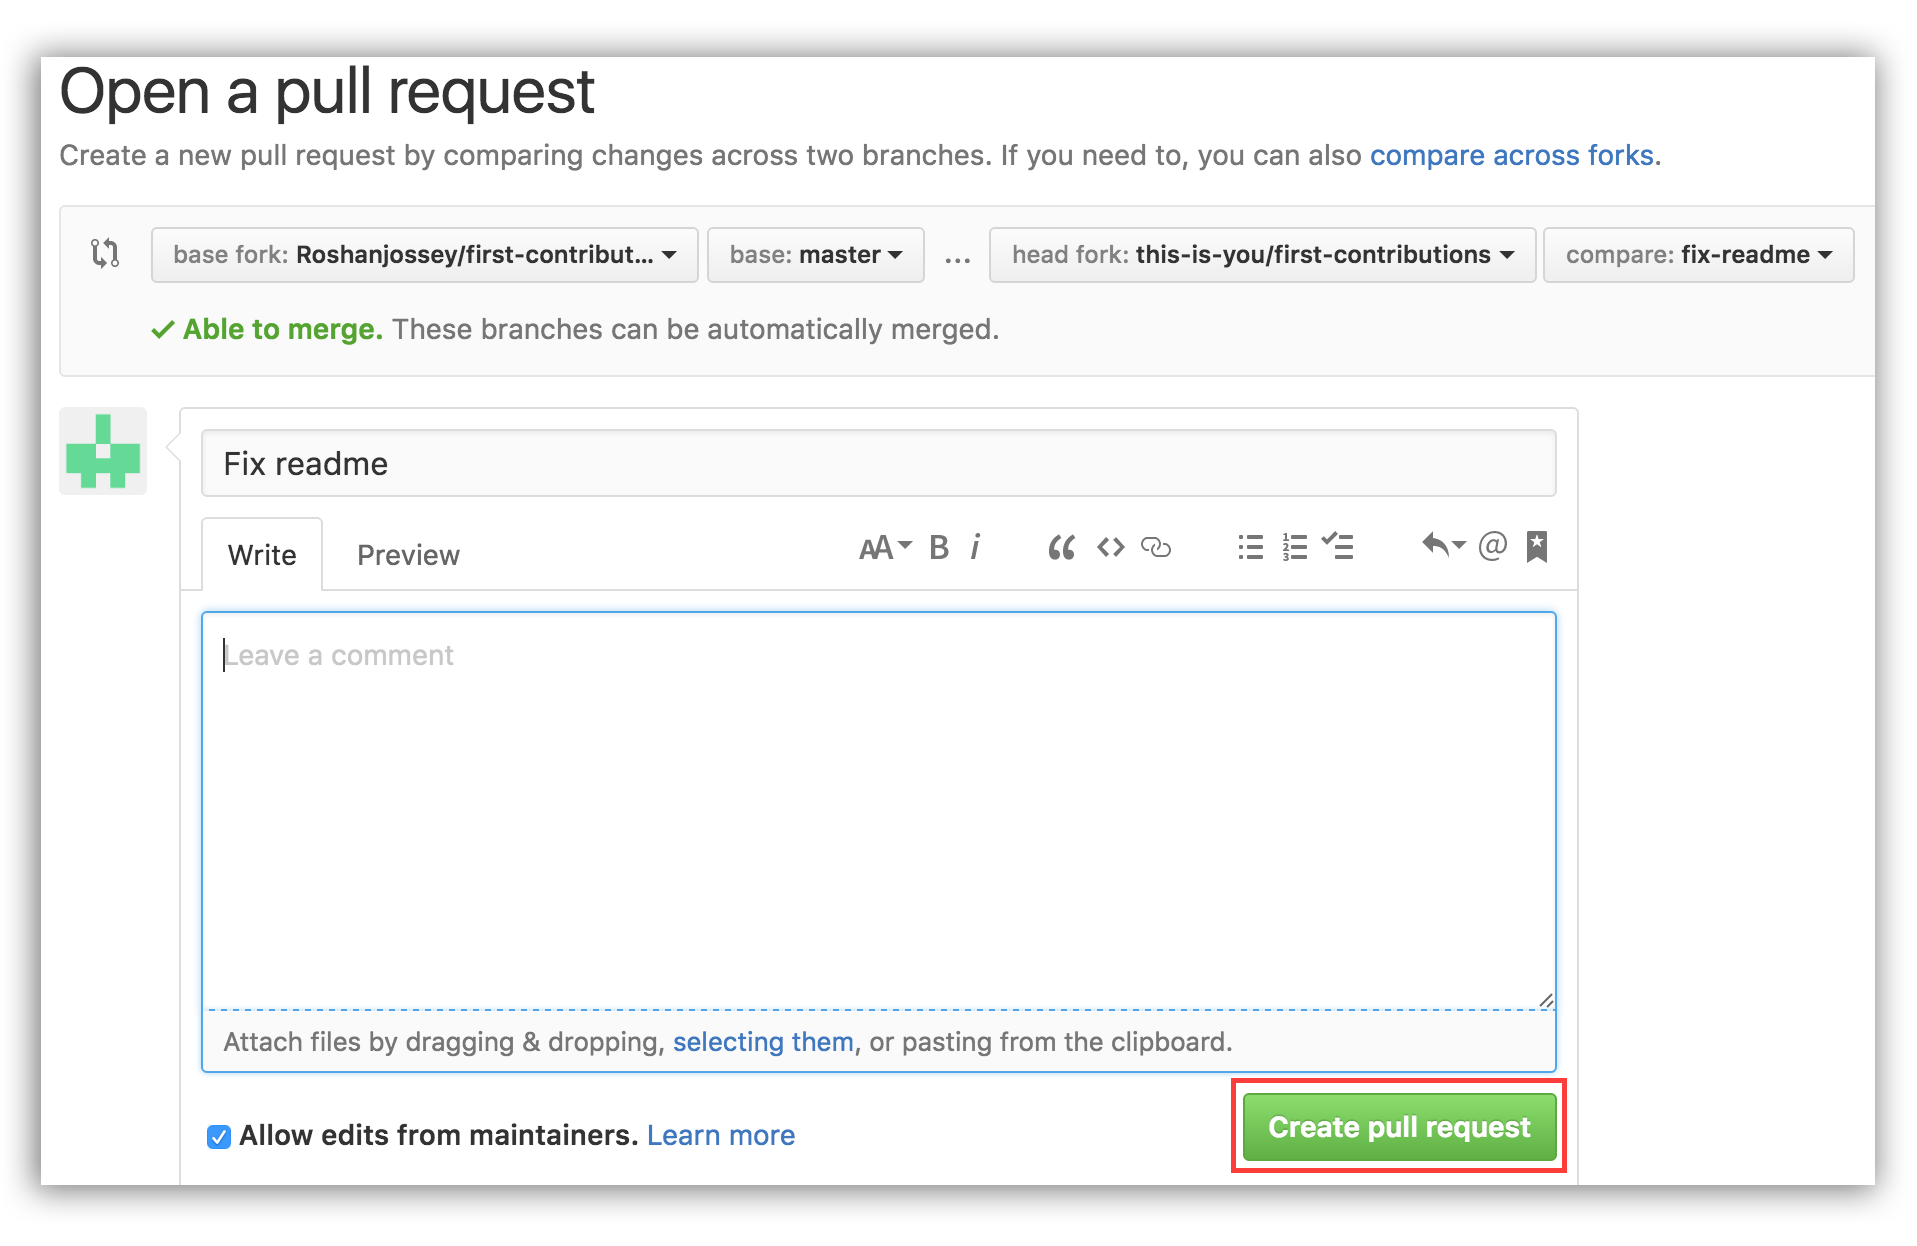 Open a pull request
Create a new pull request by comparing changes across two branches. If you need to, you can also compare across forks.
base fork: Roshanjossey/first-contribut... base: master ... head fork: this-is-you/first-contributions compare: fix-readme
Able to merge. These branches can be automatically merged.
Fix readme
Write Preview AA B i “ <> 1 2 3 @
Leave a comment
Attach files by dragging & dropping, selecting them, or pasting from the clipboard.
Allow edits from maintainers. Learn more Create pull request